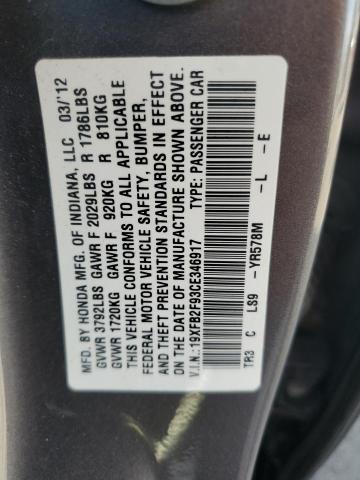 MFD. BY HONDA MFG. OF INDIANA, LLC 03/'12
GVWR 3792LBS GAWR F 2029LBS R 1786LBS
GVWR 1720KG GAWR F 920KG R 810KG
THIS VEHICLE CONFORMS TO ALL APPLICABLE
FEDERAL MOTOR VEHICLE SAFETY, BUMPER,
AND THEFT PREVENTION STANDARDS IN EFFECT
ON THE DATE OF MANUFACTURE SHOWN ABOVE.
V.I.N.: 19XFB2F93CE346917 TYPE: PASSENGER CAR
TR3 C LS9 -YR578M -L -E